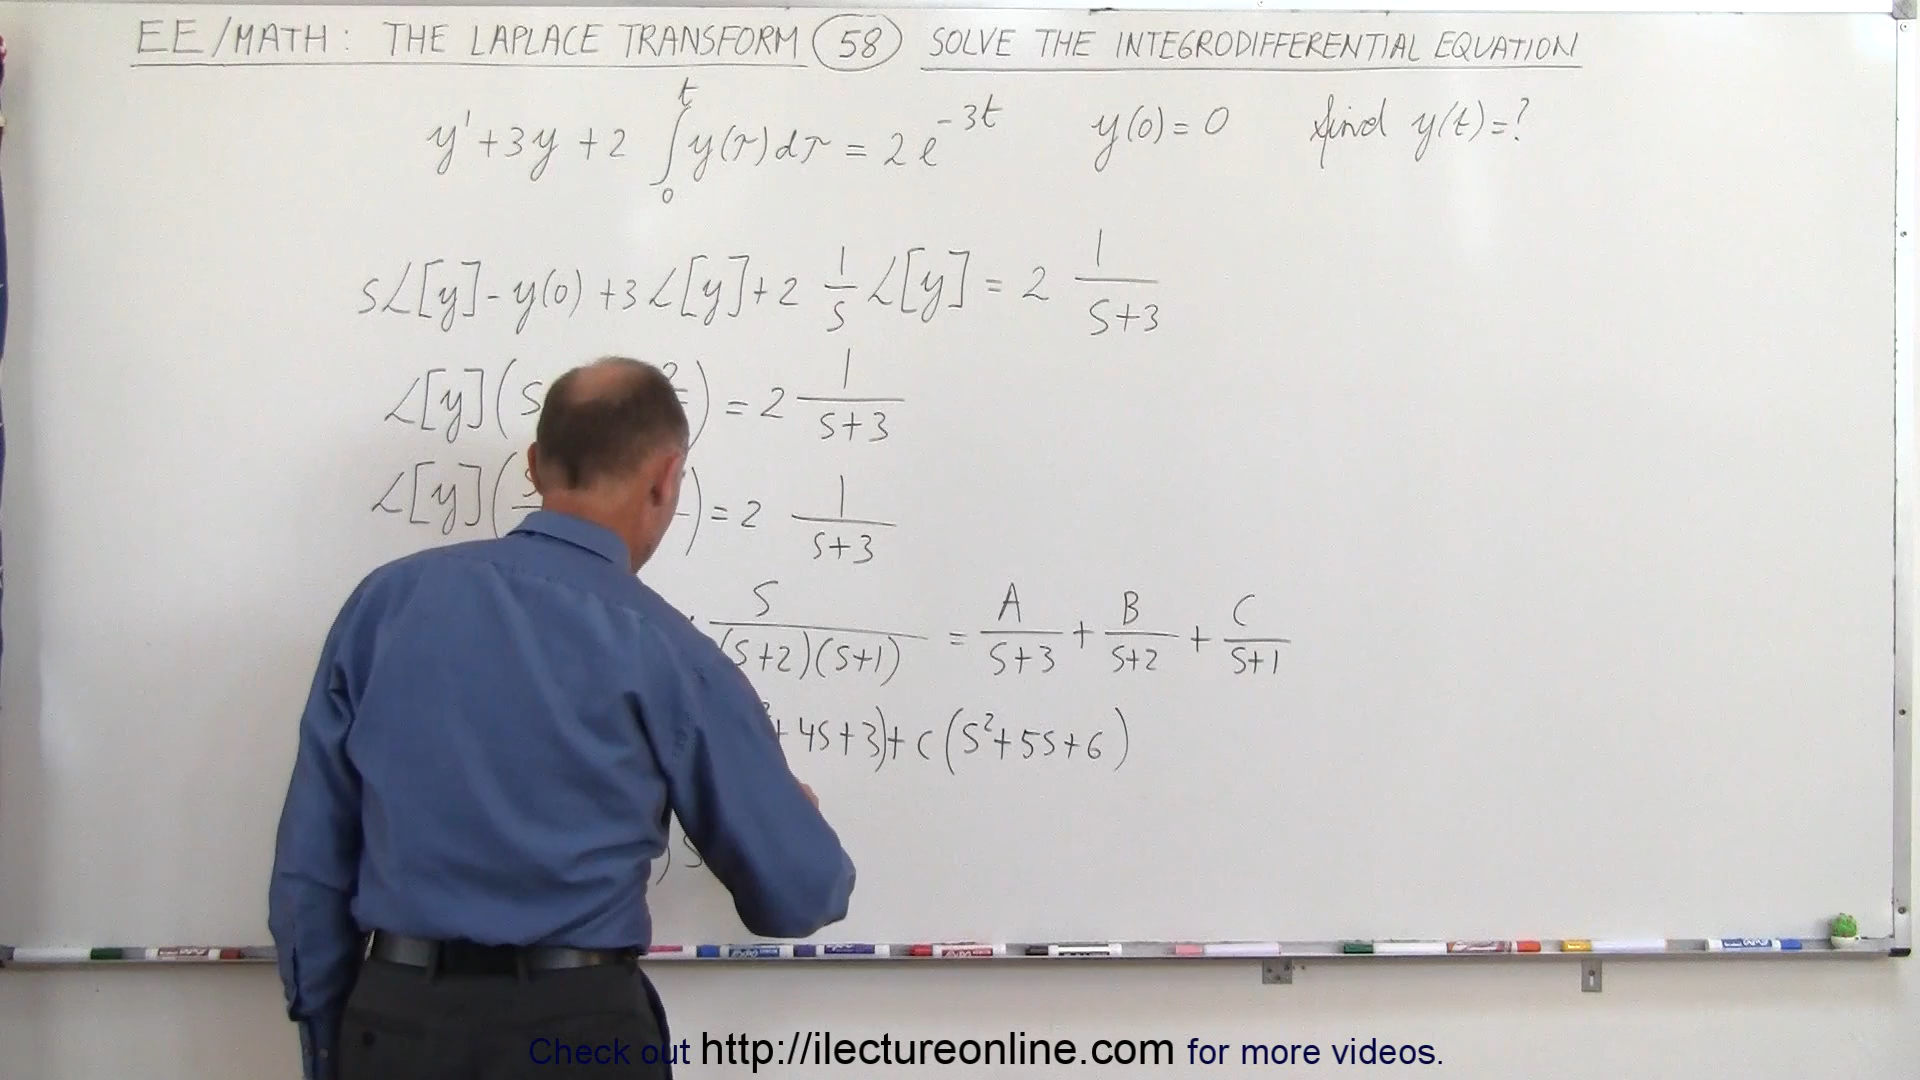 EE/MATH: THE LAPLACE TRANSFORM (58) SOLVE THE INTEGRODIFFERENTIAL EQUATION
y' + 3y + 2 ∫₀ᵗ y(τ)dτ = 2e^(-3t) y(0) = 0 find y(t) = ?
sℒ[y] - y(0) + 3ℒ[y] + 2 1/s ℒ[y] = 2 1/(s+3)
ℒ[y](s ) = 2 1/(s+3)
ℒ[y]( ) = 2 1/(s+3)
s/((s+2)(s+1)) = A/(s+3) + B/(s+2) + C/(s+1)
+ 4s + 3) + C(s² + 5s + 6)
) s
Check out http://ilectureonline.com for more videos.